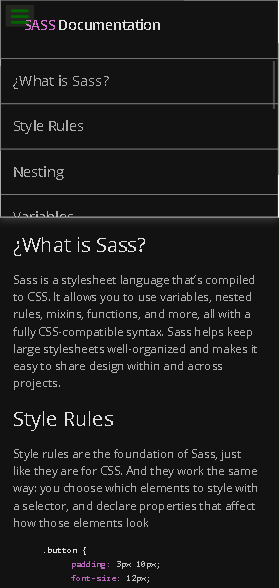 SASS Documentation
¿What is Sass?
Style Rules
Nesting
Variables
¿What is Sass?
Sass is a stylesheet language that's compiled
to CSS. It allows you to use variables, nested
rules, mixins, functions, and more, all with a
fully CSS-compatible syntax. Sass helps keep
large stylesheets well-organized and makes it
easy to share design within and across
projects.
Style Rules
Style rules are the foundation of Sass, just
like they are for CSS. And they work the same
way: you choose which elements to style with
a selector, and declare properties that affect
how those elements look
.button {
padding: 3px 10px;
font-size: 12px;